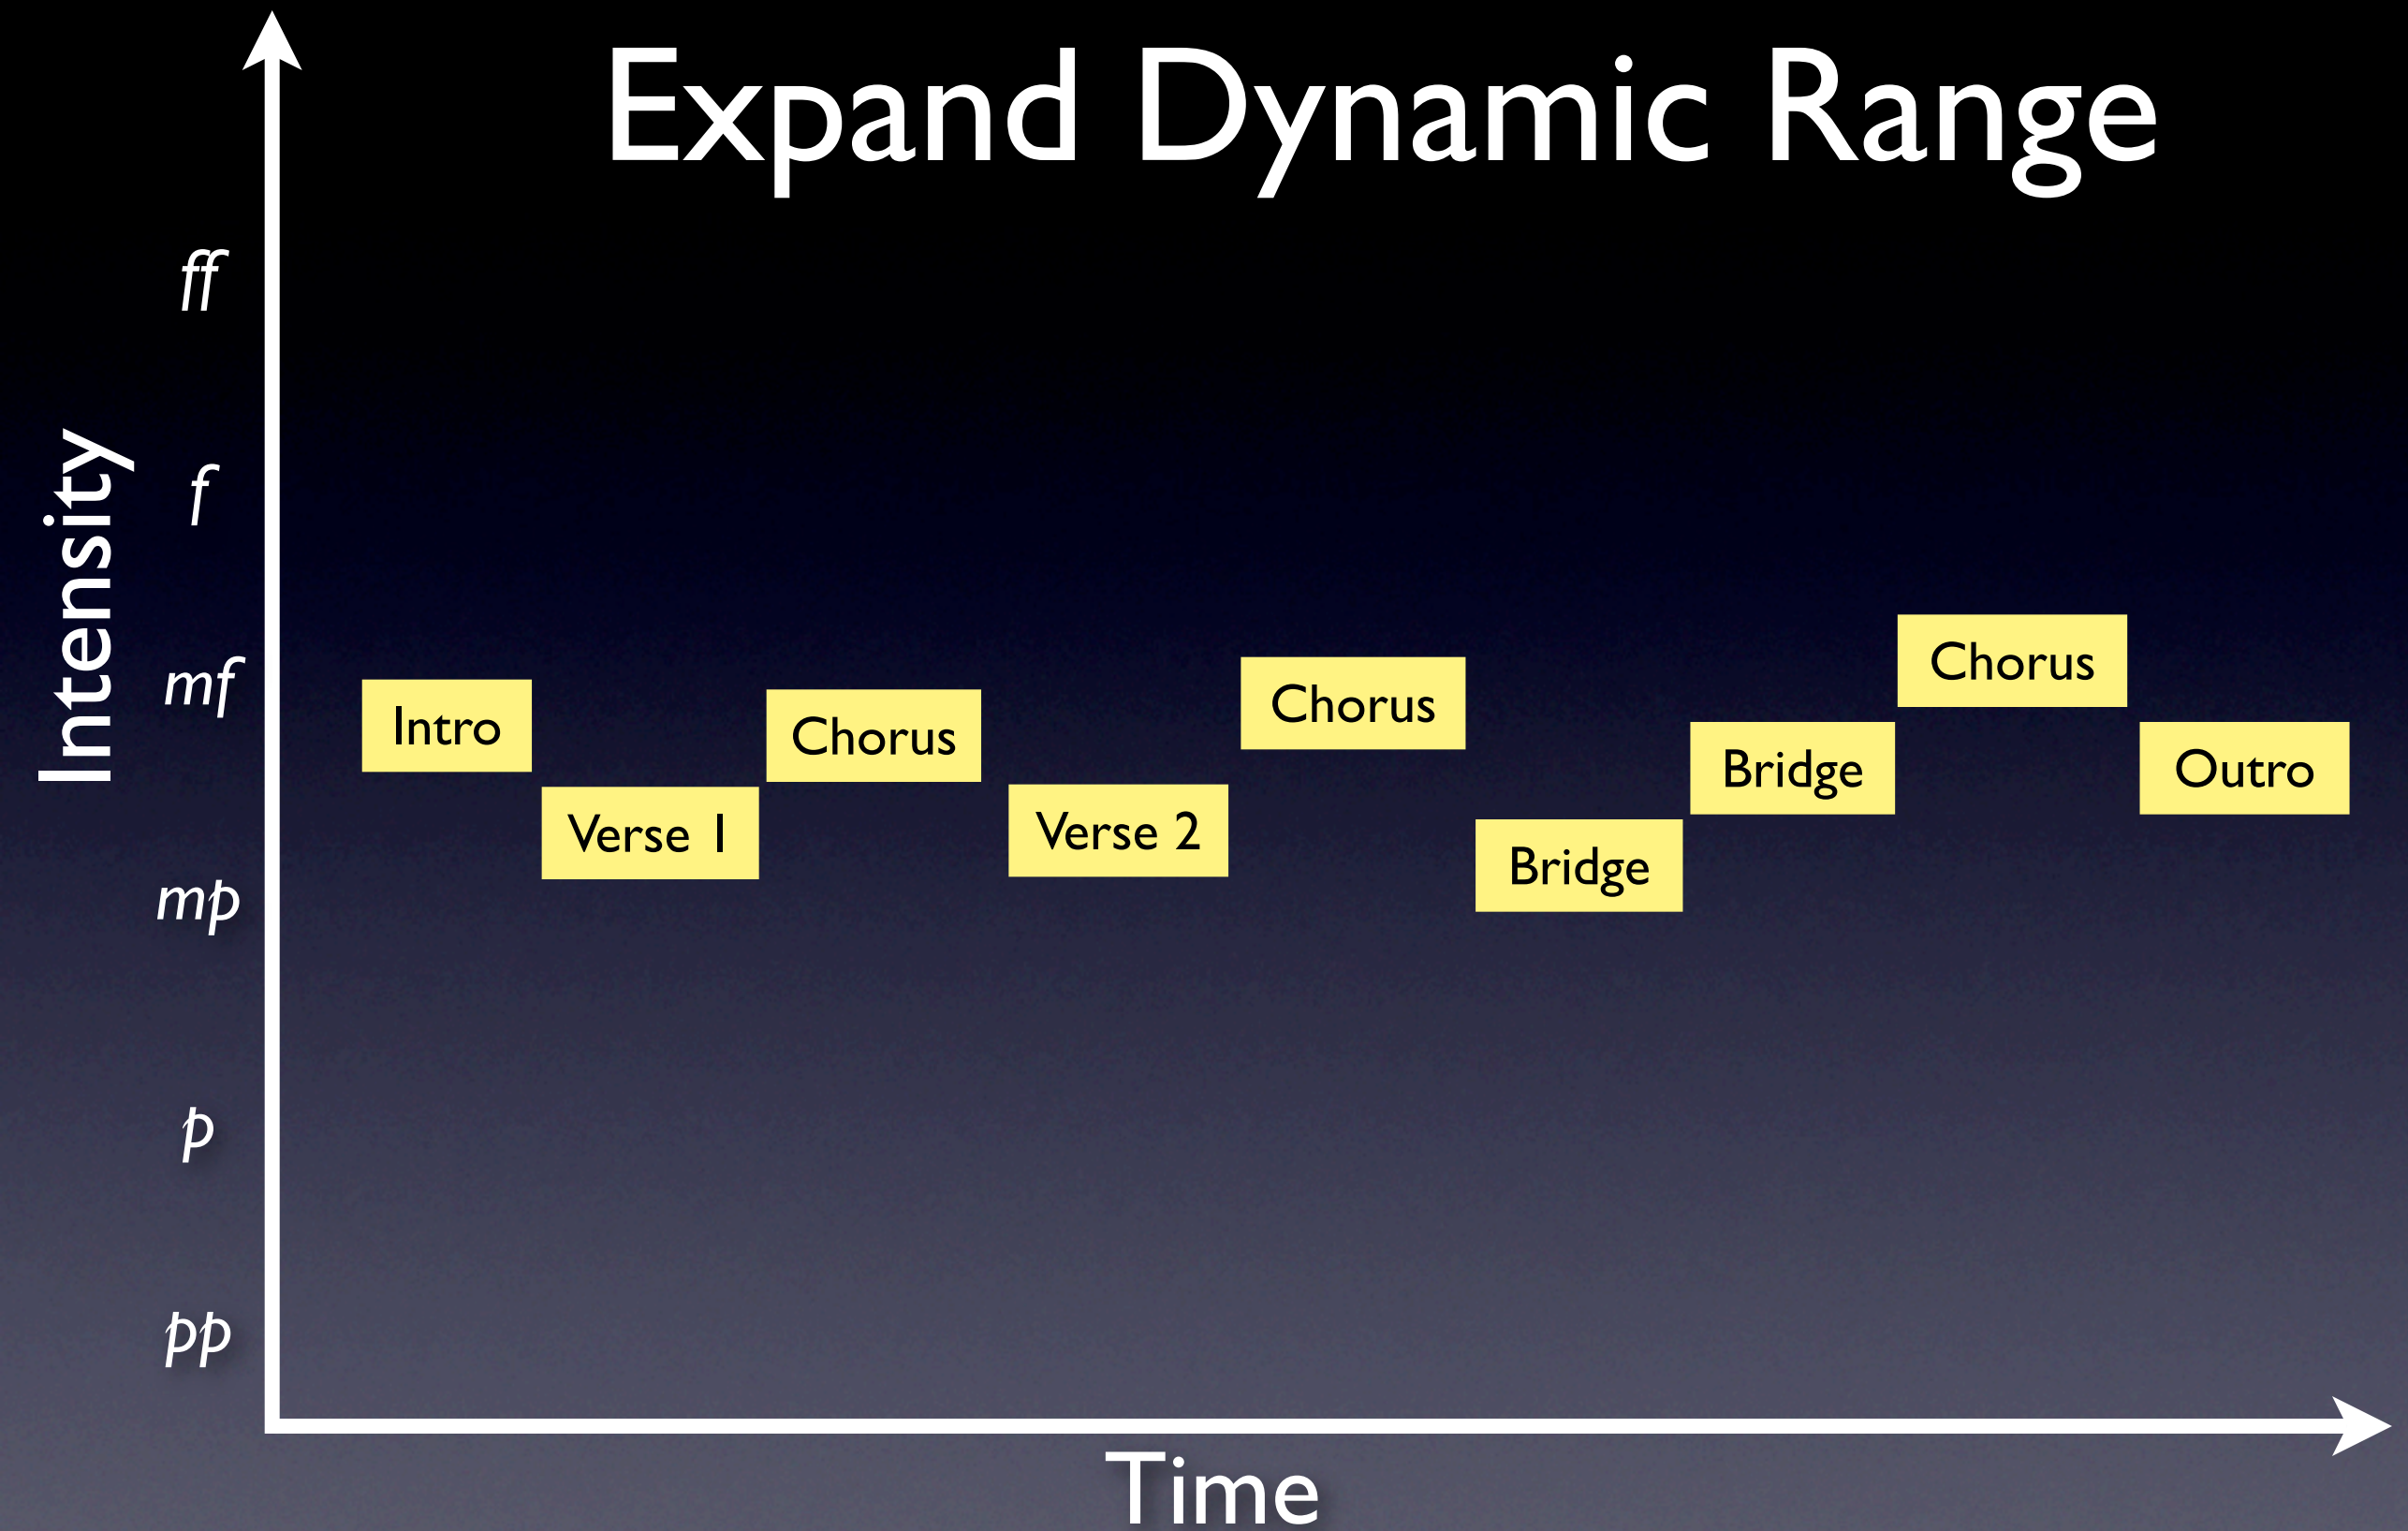 Expand Dynamic Range
Intensity
ff
f
mf
mp
p
pp
Intro
Verse 1
Chorus
Verse 2
Chorus
Bridge
Bridge
Chorus
Outro
Time